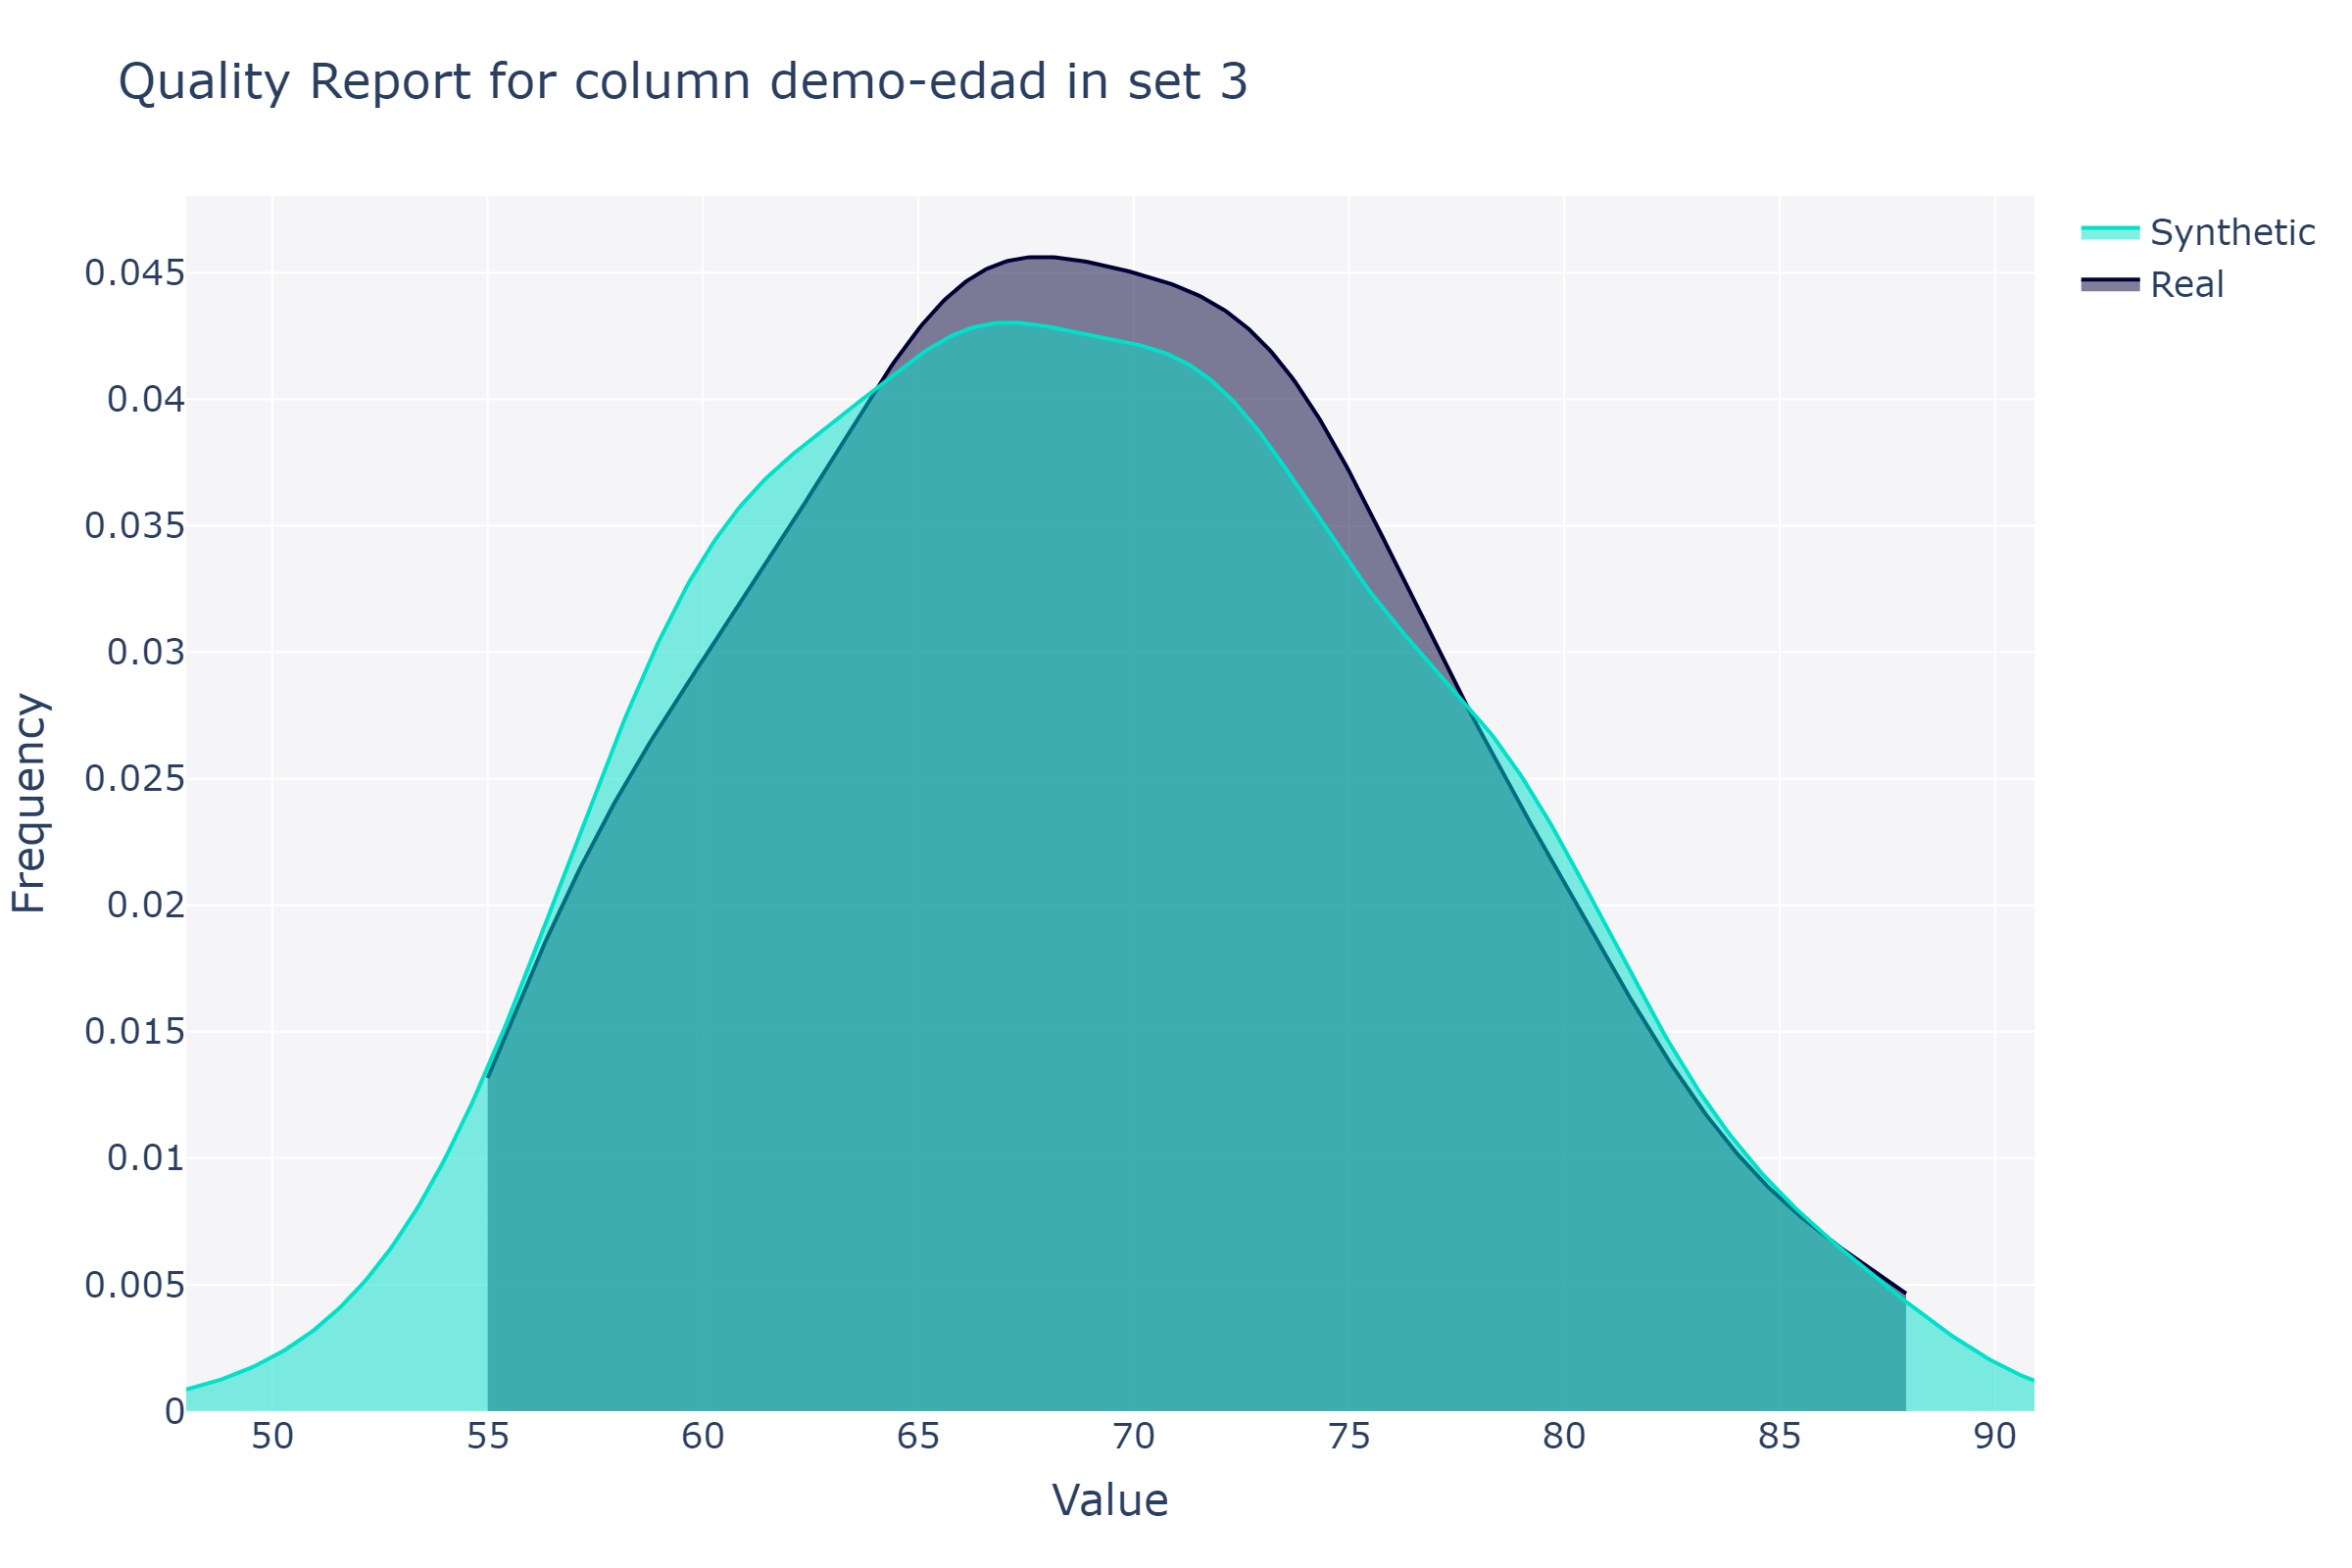 Quality Report for column demo-edad in set 3
Synthetic
Real
0.045
0.04
0.035
0.03
0.025
0.02
0.015
0.01
0.005
0
Frequency
50 55 60 65 70 75 80 85 90
Value